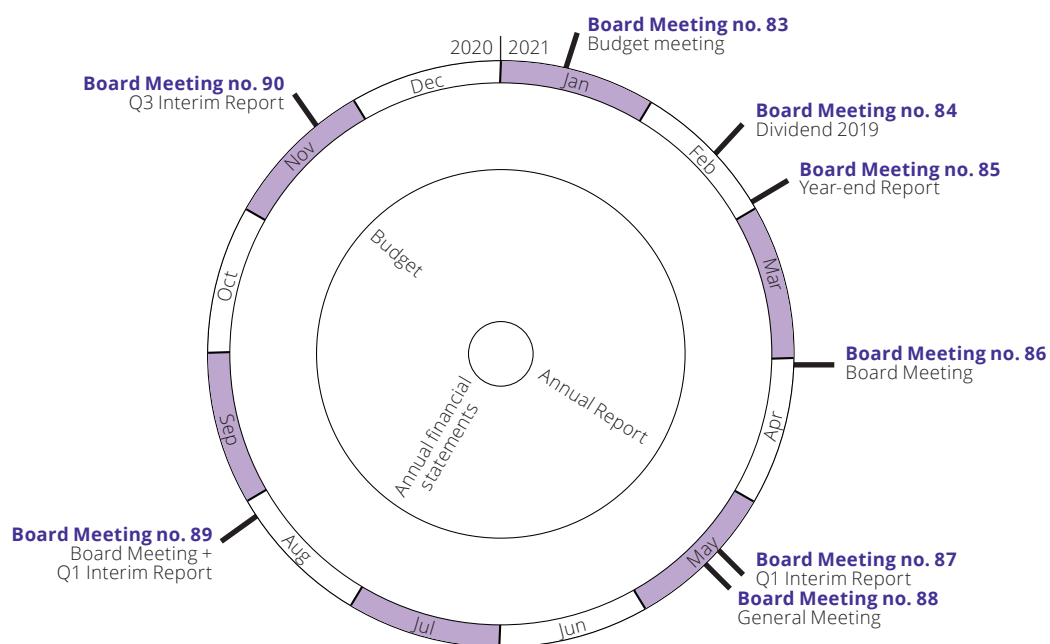 2020 2021
Board Meeting no. 83
Budget meeting
Board Meeting no. 84
Dividend 2019
Board Meeting no. 85
Year-end Report
Board Meeting no. 86
Board Meeting
Board Meeting no. 87
Q1 Interim Report
Board Meeting no. 88
General Meeting
Board Meeting no. 89
Board Meeting +
Q1 Interim Report
Board Meeting no. 90
Q3 Interim Report
Jan
Feb
Mar
Apr
May
Jun
Jul
Aug
Sep
Oct
Nov
Dec
Budget
Annual Report
Annual financial
statements